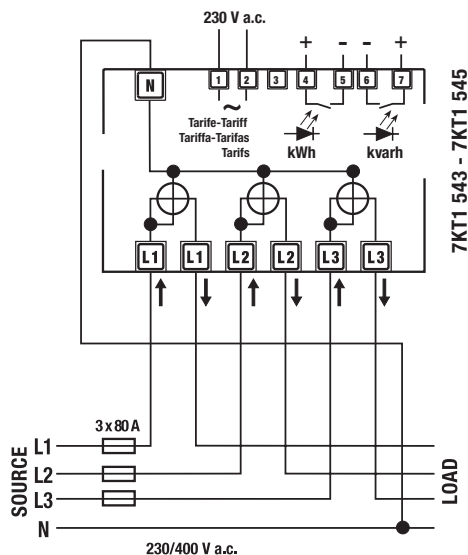 230 V a.c.
+ - - +
N 1 2 3 4 5 6 7
~
Tarife-Tariff
Tariffa-Tarifas
Tarifs
kWh kvarh
7KT1 543 - 7KT1 545
L1 L1 L2 L2 L3 L3
3 x 80 A
SOURCE
L1
L2
L3
N
LOAD
230/400 V a.c.